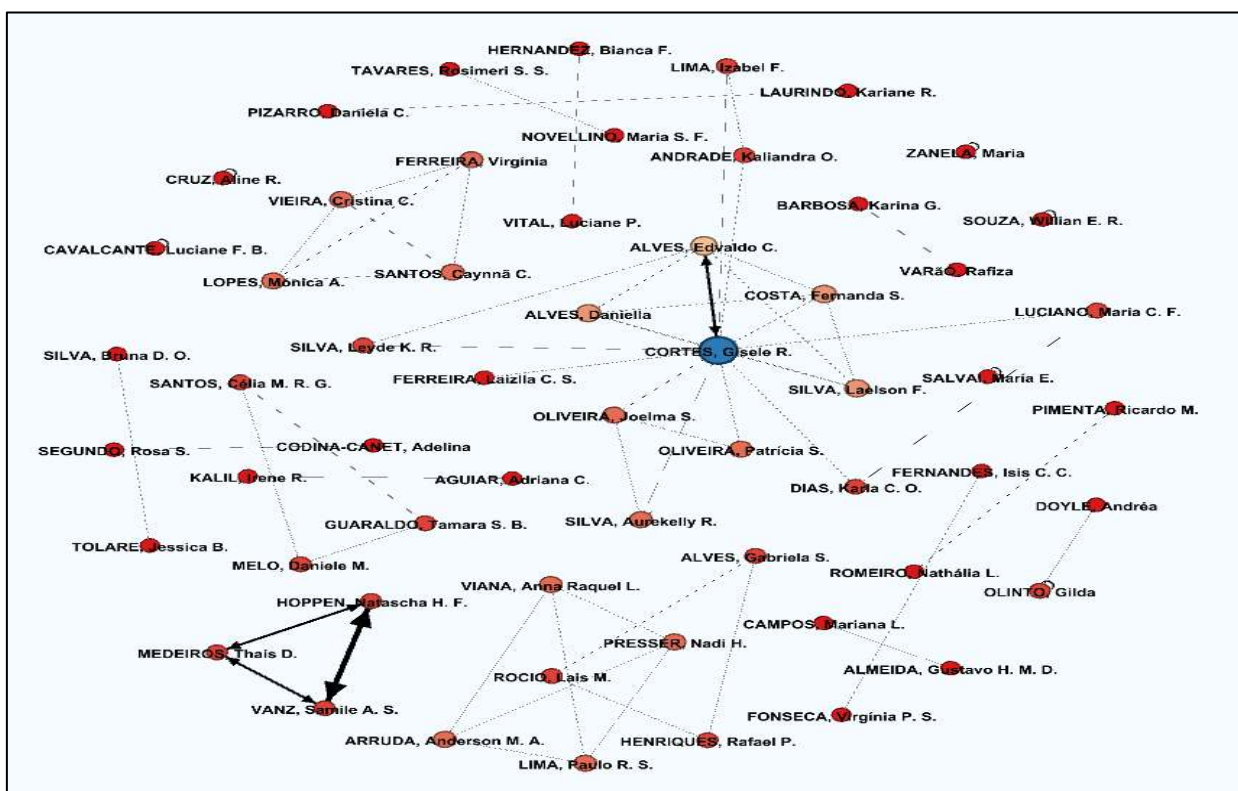 HERNANDEZ, Bianca F.
TAVARES, Rosimeri S. S.
LIMA, Izabel F.
LAURINDO, Kariane R.
PIZARRO, Daniela C.
NOVELLINO, Maria S. F.
FERREIRA, Virgínia
ANDRADE, Kaliandra O.
ZANELA, Maria
CRUZ, Aline R.
VIEIRA, Cristina C.
BARBOSA, Karina G.
VITAL, Luciane P.
SOUZA, Willian E. R.
CAVALCANTE, Luciane F. B.
ALVES, Edvaldo C.
LOPES, Mônica A.
SANTOS, Caynnã C.
VARãO, Rafiza
COSTA, Fernanda S.
ALVES, Daniella
LUCIANO, Maria C. F.
SILVA, Leyde K. R.
CORTES, Gisele R.
SILVA, Bruna D. O.
SANTOS, Célia M. R. G.
FERREIRA, Laizila C. S.
SILVA, Laelson F.
SALVAI, María E.
PIMENTA, Ricardo M.
OLIVEIRA, Joelma S.
SEGUNDO, Rosa S.
CODINA-CANET, Adelina
OLIVEIRA, Patrícia S.
KALIL, Irene R.
AGUIAR, Adriana C.
DIAS, Karla C. O.
FERNANDES, Isis C. C.
DOYLE, Andréa
GUARALDO, Tamara S. B.
SILVA, Aurekelly R.
TOLARE, Jessica B.
MELO, Daniele M.
ALVES, Gabriela S.
VIANA, Anna Raquel L.
ROMEIRO, Nathália L.
OLINTO, Gilda
HOPPEN, Natascha H. F.
CAMPOS, Mariana L.
PRESSER, Nadi H.
MEDEIROS, Thaís D.
ROCIO, Lais M.
ALMEIDA, Gustavo H. M. D.
VANZ, Samile A. S.
FONSECA, Virgínia P. S.
ARRUDA, Anderson M. A.
HENRIQUES, Rafael P.
LIMA, Paulo R. S.